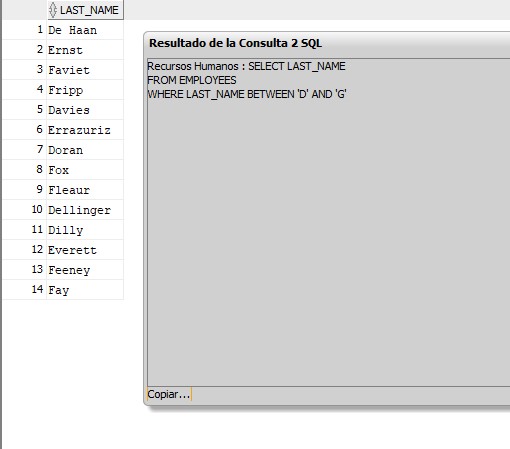 LAST_NAME
1 De Haan
2 Ernst
3 Faviet
4 Fripp
5 Davies
6 Errazuriz
7 Doran
8 Fox
9 Fleaur
10 Dellinger
11 Dilly
12 Everett
13 Feeney
14 Fay
Resultado de la Consulta 2 SQL
Recursos Humanos : SELECT LAST_NAME
FROM EMPLOYEES
WHERE LAST_NAME BETWEEN 'D' AND 'G'
Copiar...